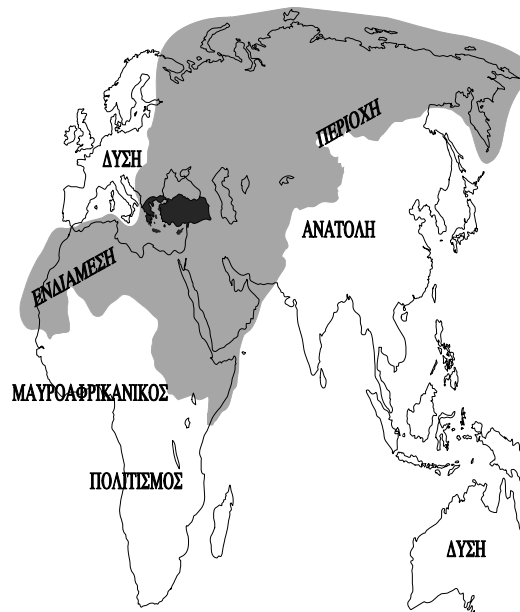 ΠΕΡΙΟΧΗ
ΔΥΣΗ
ΑΝΑΤΟΛΗ
ΕΝΔΙΑΜΕΣΗ
ΜΑΥΡΟΑΦΡΙΚΑΝΙΚΟΣ
ΠΟΛΙΤΙΣΜΟΣ
ΔΥΣΗ